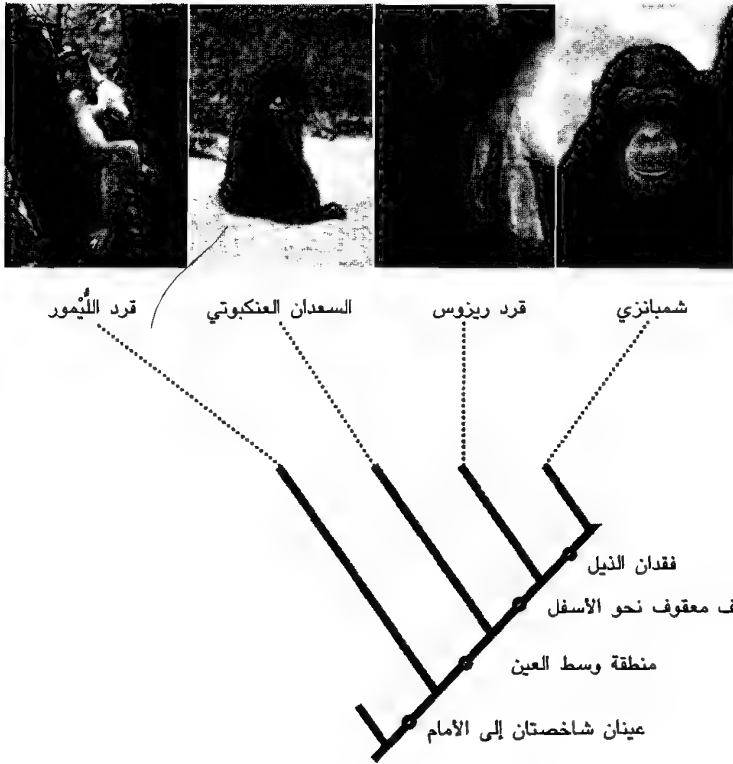 شمبانزي قرد ريزوس السعدان العنكبوتي قرد اللُّيْمور
فقدان الذيل
ف معقوف نحو الأسفل
منطقة وسط العين
عينان شاخصتان إلى الأمام